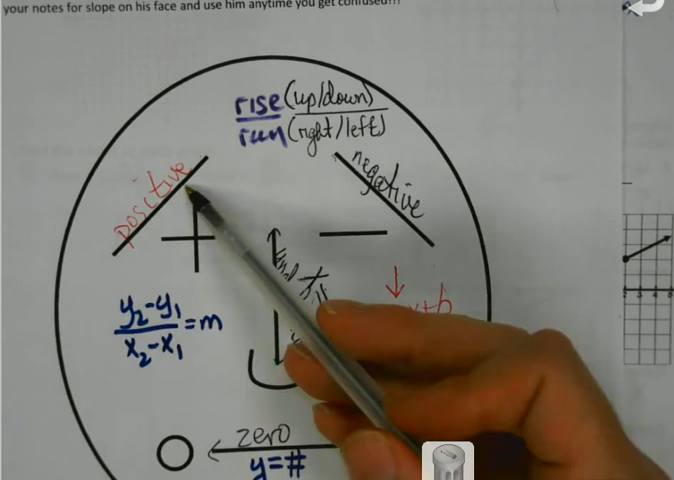 your notes for slope on his face and use him anytime you get confused!!!
rise (up/down)
run (right/left)
positive
negative
y₂-y₁
x₂-x₁ =m
x+b
zero
y=#